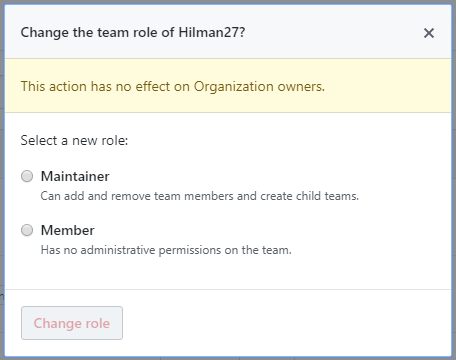 Change the team role of Hilman27?
This action has no effect on Organization owners.
Select a new role:
Maintainer
Can add and remove team members and create child teams.
Member
Has no administrative permissions on the team.
Change role